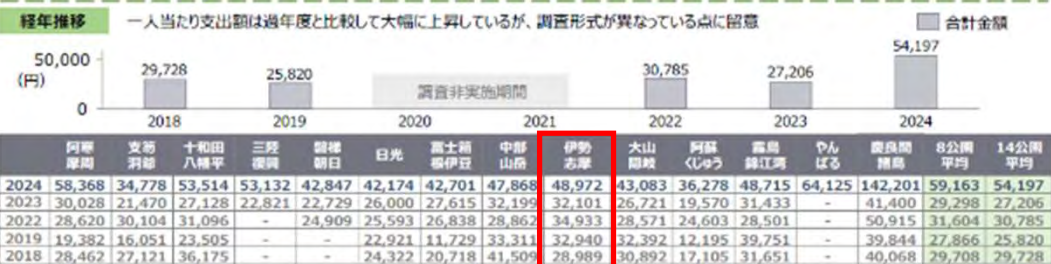 経年推移 一人当たり支出額は過年度と比較して大幅に上昇しているが、調査形式が異なっている点に留意 合計金額
50,000
(円)
0
29,728 25,820 調査非実施期間 30,785 27,206 54,197
2018 2019 2020 2021 2022 2023 2024
阿寒摩周 支笏洞爺 十和田八幡平 三陸復興 磐梯朝日 日光 富士箱根伊豆 中部山岳 伊勢志摩 大山隠岐 阿蘇くじゅう 霧島錦江湾 やんばる 慶良間諸島 8公園平均 14公園平均
2024 58,368 34,778 53,514 53,132 42,847 42,174 42,701 47,868 48,972 43,083 36,278 48,715 64,125 142,201 59,163 54,197
2023 30,028 21,470 27,128 22,821 22,729 26,000 27,615 32,199 32,101 26,721 19,570 31,433 - 41,400 29,298 27,206
2022 28,620 30,104 31,096 - 24,909 25,593 26,838 28,862 34,933 28,571 24,603 28,501 - 50,915 31,604 30,785
2019 19,382 16,051 23,505 - - 22,921 11,729 33,311 32,940 32,392 12,195 39,751 - 39,844 27,866 25,820
2018 28,462 27,121 36,175 - - 24,322 20,718 41,509 28,989 30,892 17,105 31,651 - 40,068 29,708 29,728